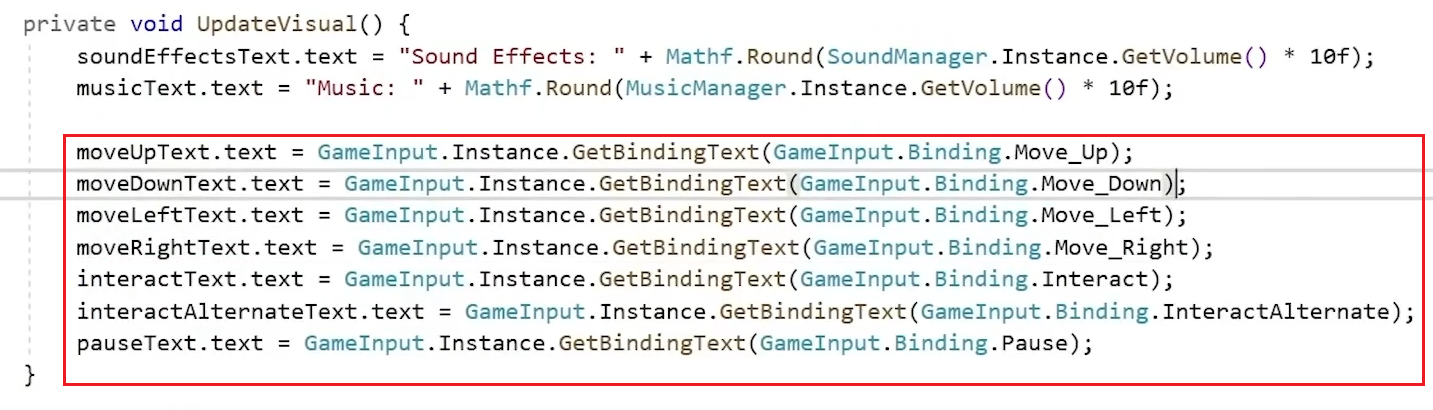 private void UpdateVisual() {
soundEffectsText.text = "Sound Effects: " + Mathf.Round(SoundManager.Instance.GetVolume() * 10f);
musicText.text = "Music: " + Mathf.Round(MusicManager.Instance.GetVolume() * 10f);
moveUpText.text = GameInput.Instance.GetBindingText(GameInput.Binding.Move_Up);
moveDownText.text = GameInput.Instance.GetBindingText(GameInput.Binding.Move_Down);
moveLeftText.text = GameInput.Instance.GetBindingText(GameInput.Binding.Move_Left);
moveRightText.text = GameInput.Instance.GetBindingText(GameInput.Binding.Move_Right);
interactText.text = GameInput.Instance.GetBindingText(GameInput.Binding.Interact);
interactAlternateText.text = GameInput.Instance.GetBindingText(GameInput.Binding.InteractAlternate);
pauseText.text = GameInput.Instance.GetBindingText(GameInput.Binding.Pause);
}